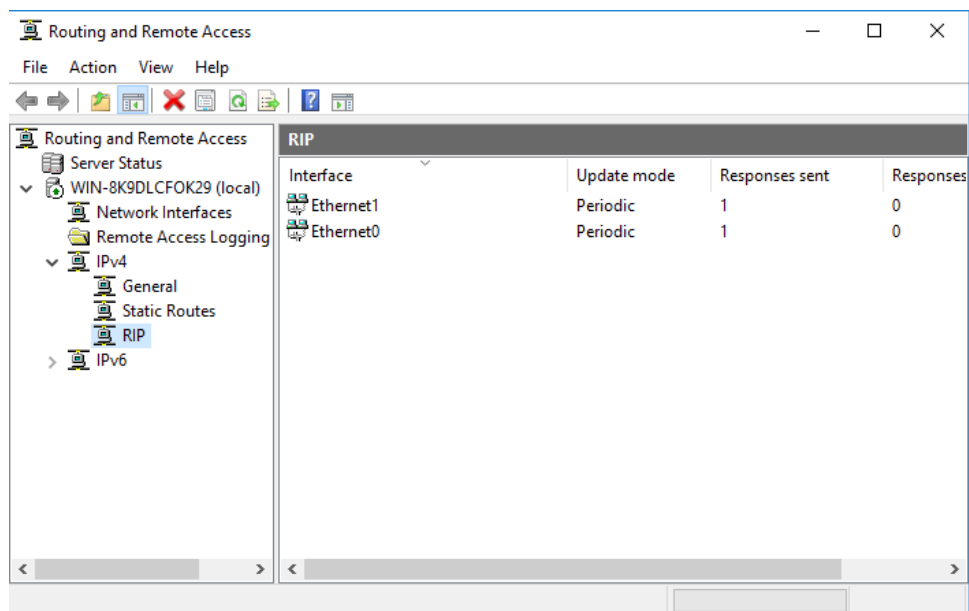 Routing and Remote Access
File Action View Help
Routing and Remote Access
Server Status
WIN-8K9DLCFOK29 (local)
Network Interfaces
Remote Access Logging
IPv4
General
Static Routes
RIP
IPv6
RIP
Interface Update mode Responses sent Responses
Ethernet1 Periodic 1 0
Ethernet0 Periodic 1 0